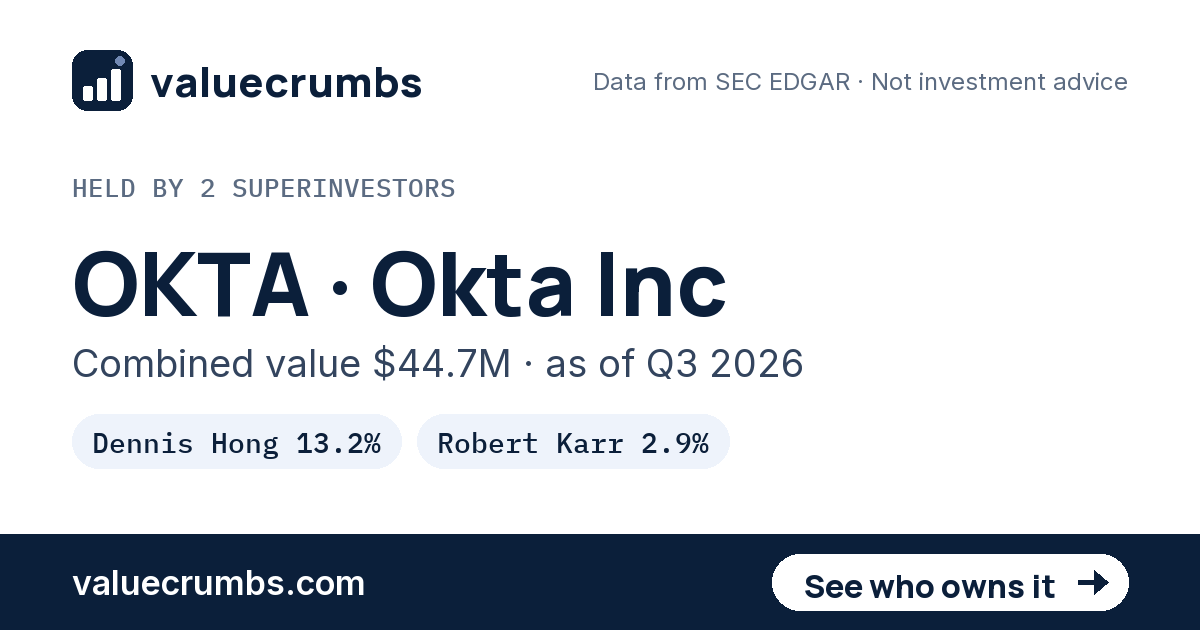 valuecrumbs
Data from SEC EDGAR · Not investment advice
HELD BY 2 SUPERINVESTORS
OKTA · Okta Inc
Combined value $44.7M · as of Q3 2026
Dennis Hong 13.2%
Robert Karr 2.9%
valuecrumbs.com
See who owns it →